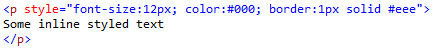 <p style="font-size:12px; color:#000; border:1px solid #eee">
Some inline styled text
</p>